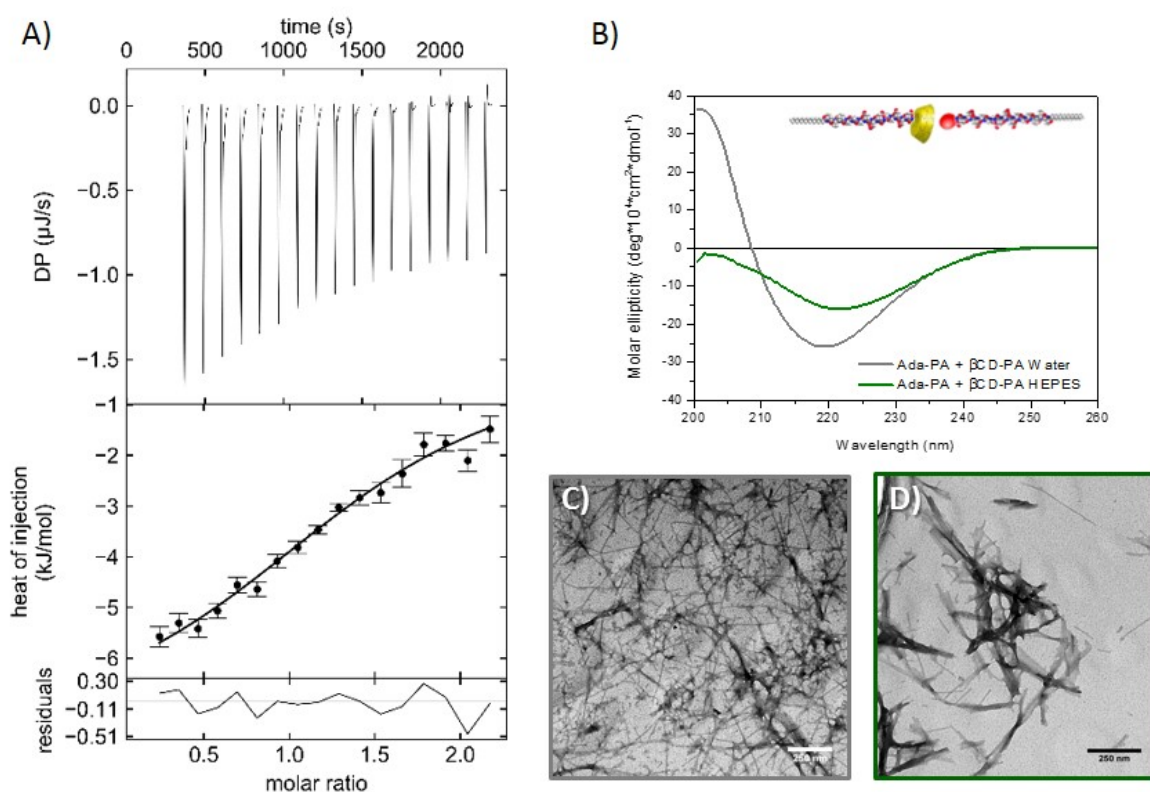 A)
time (s)
0 500 1000 1500 2000
0.0
−0.5
−1.0
−1.5
DP (µJ/s)
−1
−2
−3
−4
−5
−6
heat of injection
(kJ/mol)
0.30
−0.11
−0.51
residuals
0.5 1.0 1.5 2.0
molar ratio
B)
40
30
20
10
0
-10
-20
-30
-40
Molar ellipticity (deg*10⁴*cm²*dmol⁻¹)
Ada-PA + βCD-PA Water
Ada-PA + βCD-PA HEPES
200 210 220 230 240 250 260
Wavelength (nm)
C)
250 nm
D)
250 nm